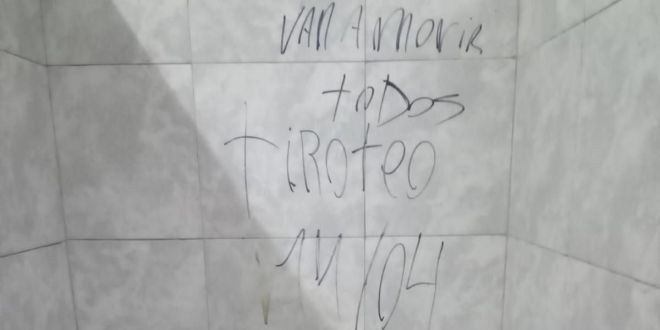 VAN A MORIR
toDos
tiRoteo
11/04